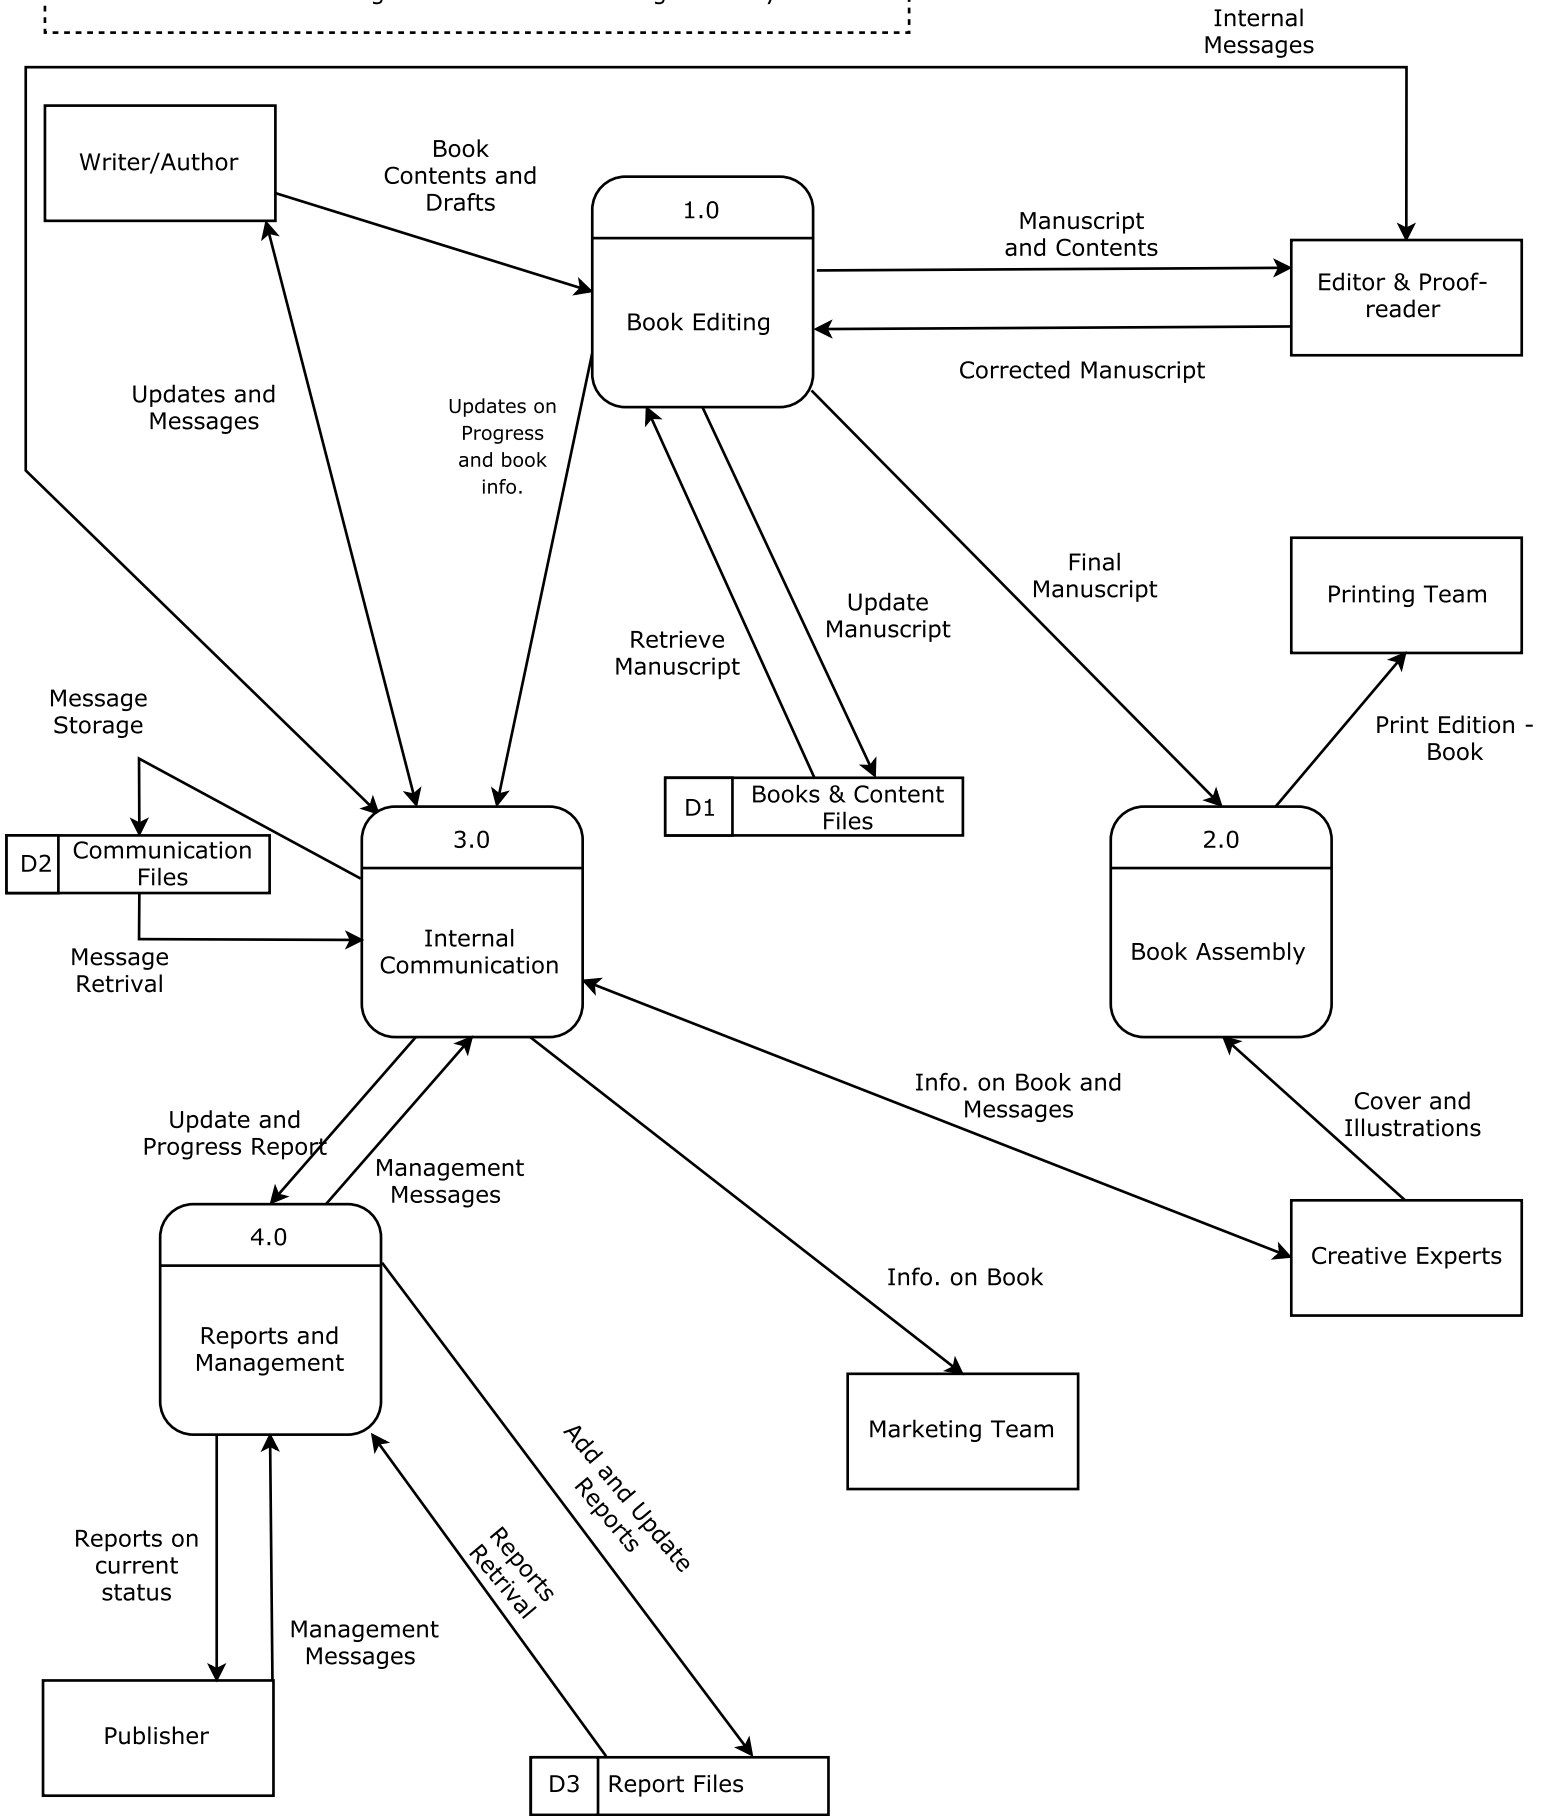 Internal
Messages
Writer/Author
Book
Contents and
Drafts
1.0
Book Editing
Manuscript
and Contents
Editor & Proof-
reader
Corrected Manuscript
Updates and
Messages
Updates on
Progress
and book
info.
Final
Manuscript
Printing Team
Update
Manuscript
Retrieve
Manuscript
Message
Storage
Print Edition -
Book
D1
Books & Content
Files
3.0
Internal
Communication
2.0
Book Assembly
D2
Communication
Files
Message
Retrival
Info. on Book and
Messages
Cover and
Illustrations
Update and
Progress Report
Management
Messages
4.0
Reports and
Management
Creative Experts
Info. on Book
Marketing Team
Add and Update
Reports
Reports
Retrival
Reports on
current
status
Management
Messages
Publisher
D3
Report Files